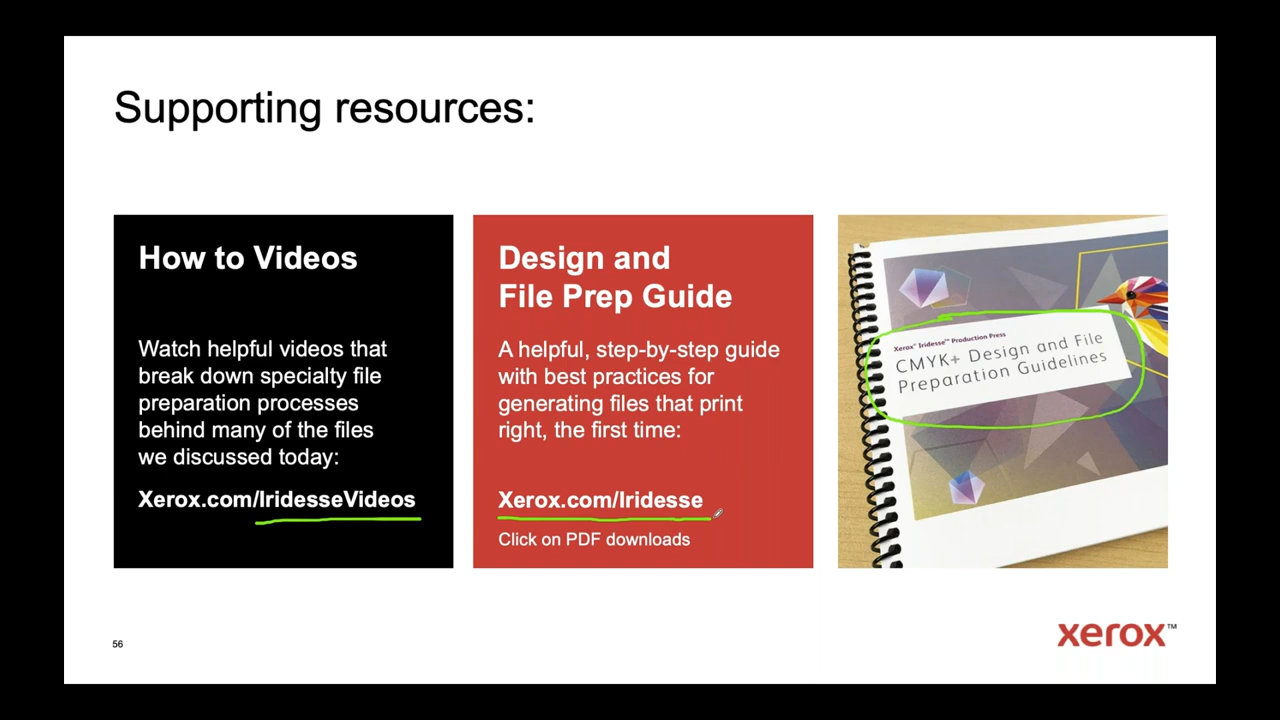 Supporting resources:
How to Videos
Watch helpful videos that
break down specialty file
preparation processes
behind many of the files
we discussed today:
Xerox.com/IridesseVideos
Design and
File Prep Guide
A helpful, step-by-step guide
with best practices for
generating files that print
right, the first time:
Xerox.com/Iridesse
Click on PDF downloads
Xerox® Iridesse™ Production Press
CMYK+ Design and File
Preparation Guidelines
56
xerox™